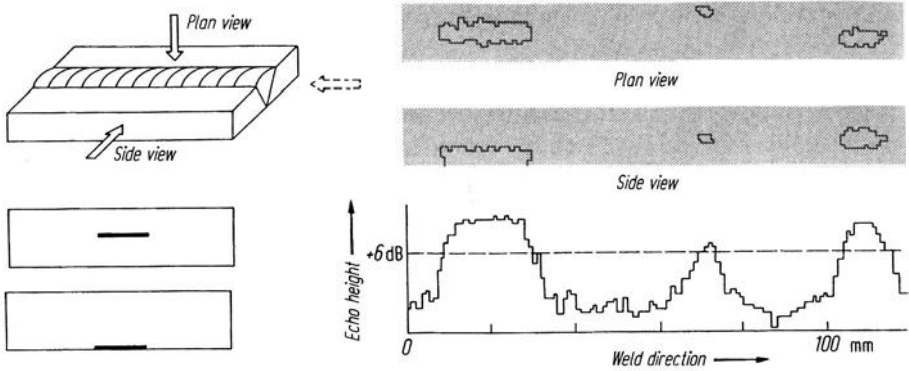 Plan view
Side view
Plan view
Side view
+6 dB
Echo height
0
100 mm
Weld direction